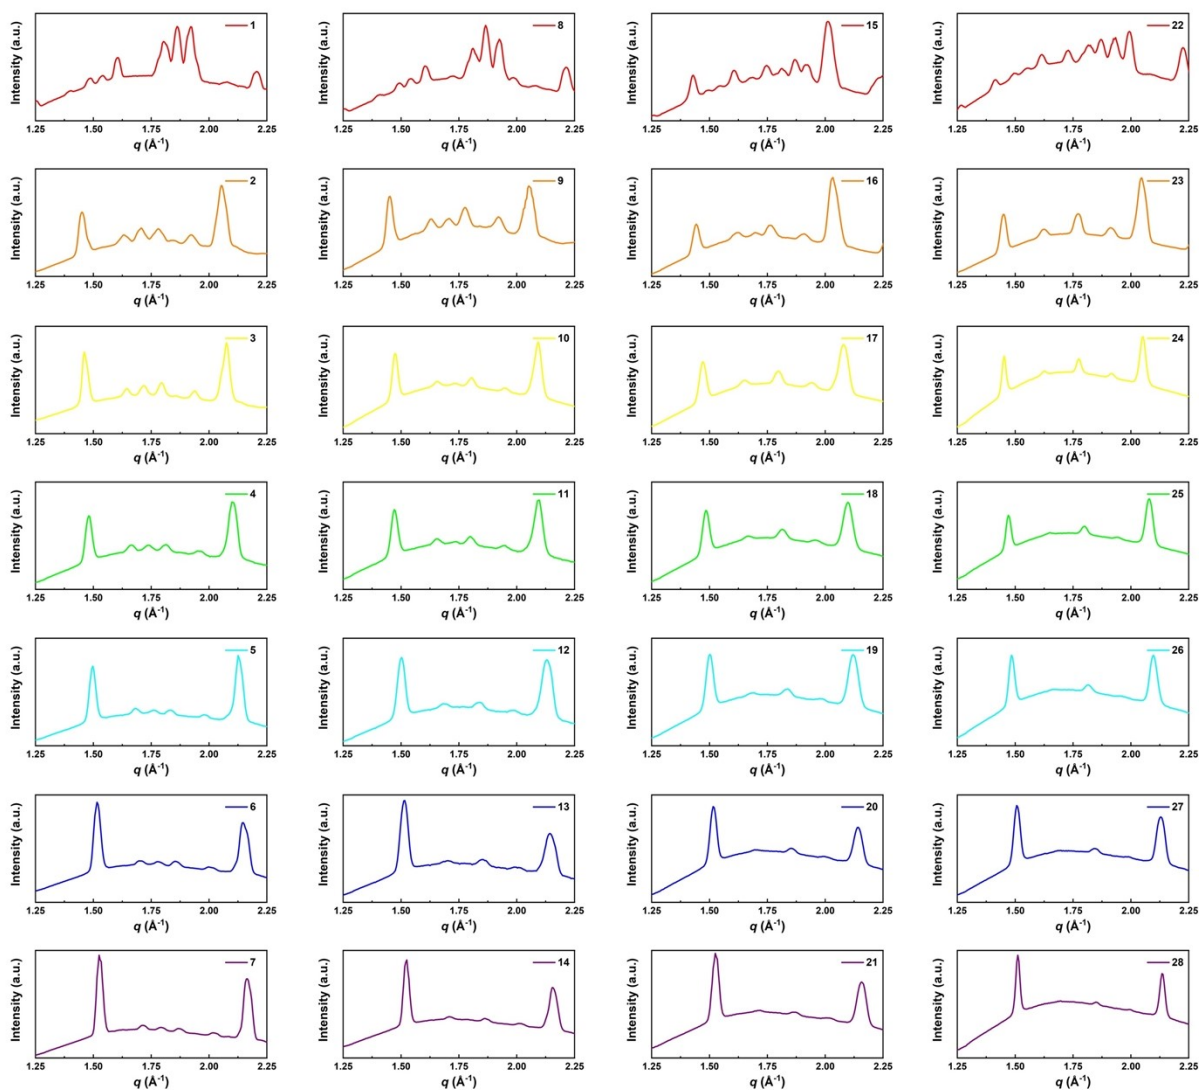 Intensity (a.u.) 1 Intensity (a.u.) 8 Intensity (a.u.) 15 Intensity (a.u.) 22
1.25 1.50 1.75 2.00 2.25 1.25 1.50 1.75 2.00 2.25 1.25 1.50 1.75 2.00 2.25 1.25 1.50 1.75 2.00 2.25
q (Å⁻¹) q (Å⁻¹) q (Å⁻¹) q (Å⁻¹)
Intensity (a.u.) 2 Intensity (a.u.) 9 Intensity (a.u.) 16 Intensity (a.u.) 23
1.25 1.50 1.75 2.00 2.25 1.25 1.50 1.75 2.00 2.25 1.25 1.50 1.75 2.00 2.25 1.25 1.50 1.75 2.00 2.25
q (Å⁻¹) q (Å⁻¹) q (Å⁻¹) q (Å⁻¹)
Intensity (a.u.) 3 Intensity (a.u.) 10 Intensity (a.u.) 17 Intensity (a.u.) 24
1.25 1.50 1.75 2.00 2.25 1.25 1.50 1.75 2.00 2.25 1.25 1.50 1.75 2.00 2.25 1.25 1.50 1.75 2.00 2.25
q (Å⁻¹) q (Å⁻¹) q (Å⁻¹) q (Å⁻¹)
Intensity (a.u.) 4 Intensity (a.u.) 11 Intensity (a.u.) 18 Intensity (a.u.) 25
1.25 1.50 1.75 2.00 2.25 1.25 1.50 1.75 2.00 2.25 1.25 1.50 1.75 2.00 2.25 1.25 1.50 1.75 2.00 2.25
q (Å⁻¹) q (Å⁻¹) q (Å⁻¹) q (Å⁻¹)
Intensity (a.u.) 5 Intensity (a.u.) 12 Intensity (a.u.) 19 Intensity (a.u.) 26
1.25 1.50 1.75 2.00 2.25 1.25 1.50 1.75 2.00 2.25 1.25 1.50 1.75 2.00 2.25 1.25 1.50 1.75 2.00 2.25
q (Å⁻¹) q (Å⁻¹) q (Å⁻¹) q (Å⁻¹)
Intensity (a.u.) 6 Intensity (a.u.) 13 Intensity (a.u.) 20 Intensity (a.u.) 27
1.25 1.50 1.75 2.00 2.25 1.25 1.50 1.75 2.00 2.25 1.25 1.50 1.75 2.00 2.25 1.25 1.50 1.75 2.00 2.25
q (Å⁻¹) q (Å⁻¹) q (Å⁻¹) q (Å⁻¹)
Intensity (a.u.) 7 Intensity (a.u.) 14 Intensity (a.u.) 21 Intensity (a.u.) 28
1.25 1.50 1.75 2.00 2.25 1.25 1.50 1.75 2.00 2.25 1.25 1.50 1.75 2.00 2.25 1.25 1.50 1.75 2.00 2.25
q (Å⁻¹) q (Å⁻¹) q (Å⁻¹) q (Å⁻¹)